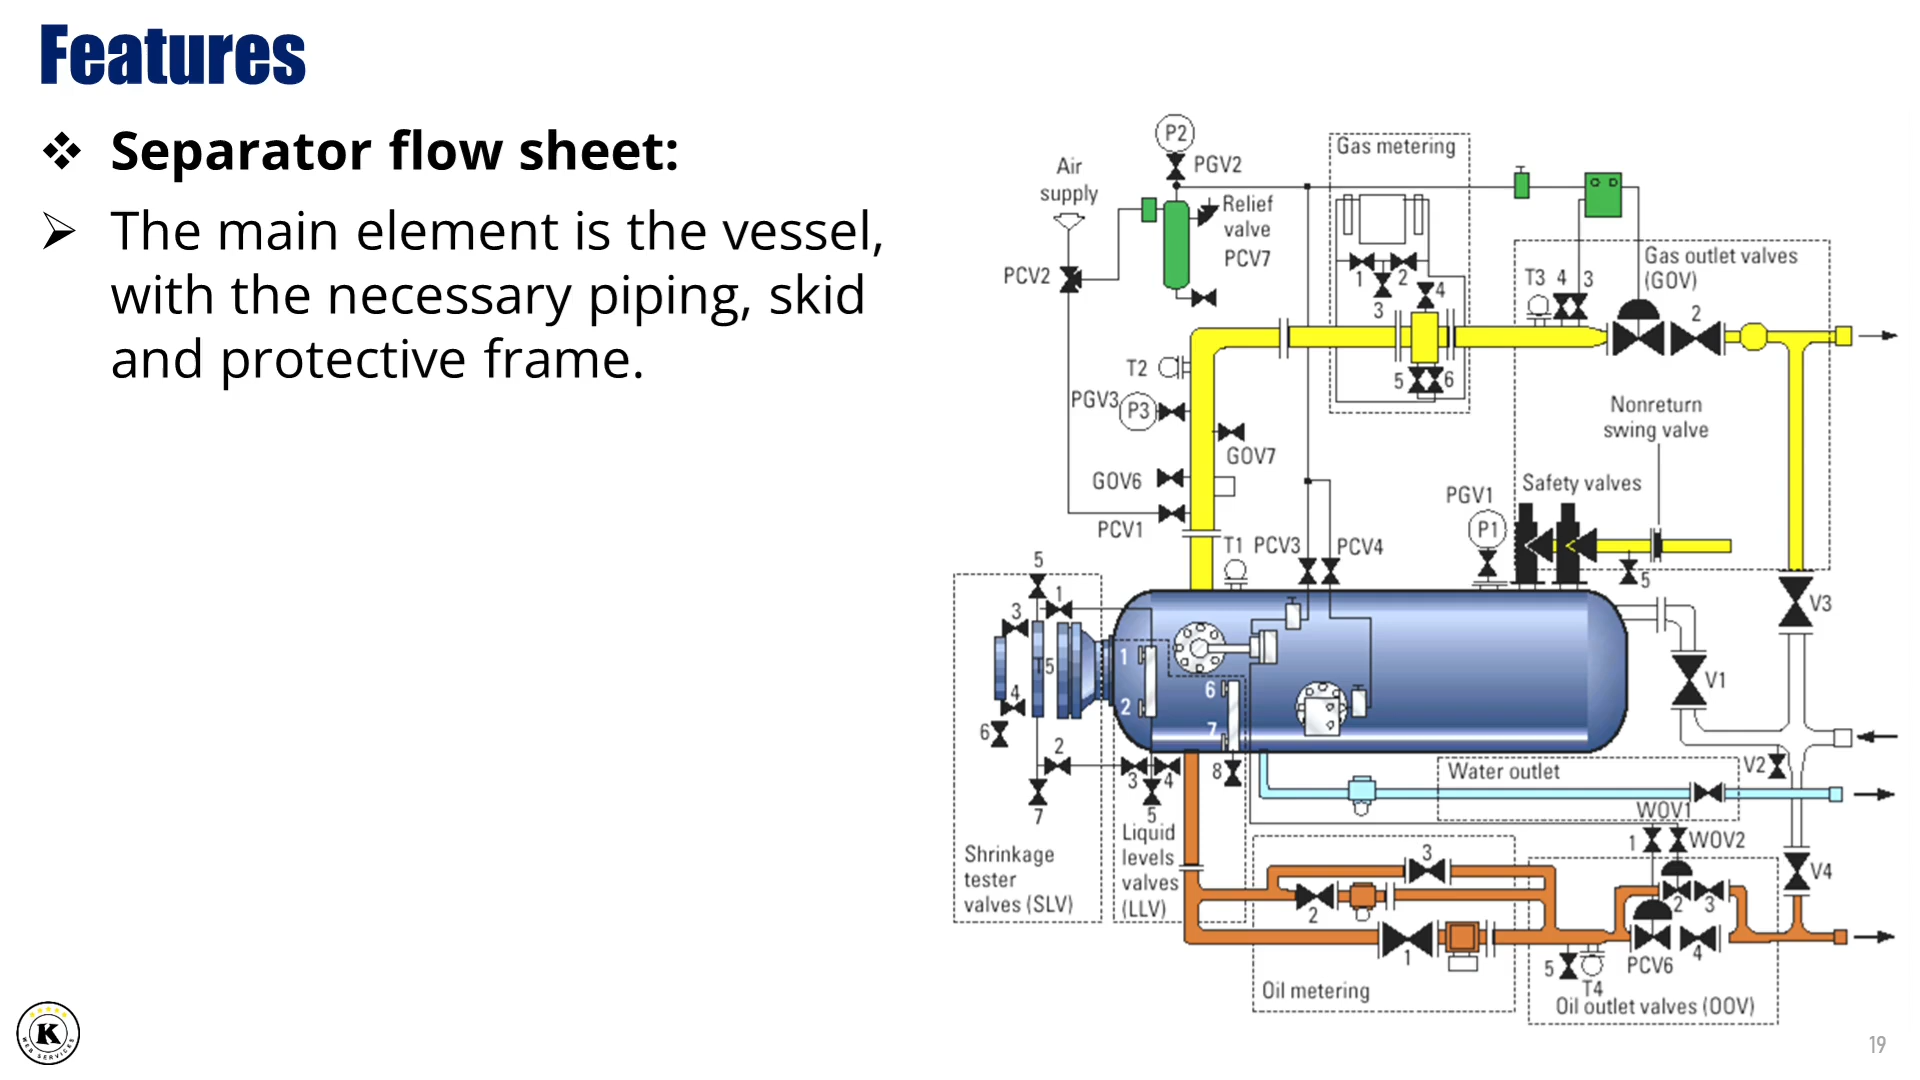 Features
❖ Separator flow sheet:
➢ The main element is the vessel,
with the necessary piping, skid
and protective frame.
P2
PGV2
Air
supply
Relief
valve
PCV7
PCV2
Gas metering
1
2
3
4
5
6
T3 4 3
Gas outlet valves
(GOV)
2
T2
PGV3
P3
GOV7
GOV6
PCV1
Nonreturn
swing valve
Safety valves
PGV1
P1
5
T1 PCV3 PCV4
V3
5
1
3
T5
4
6
2
7
1
2
6
7
3
4
5
8
V1
V2
Water outlet
WOV1
1
WOV2
V4
Shrinkage
tester
valves (SLV)
Liquid
levels
valves
(LLV)
3
2
1
Oil metering
2
3
PCV6
4
5
T4
Oil outlet valves (OOV)
K
WEB SERVICES
19